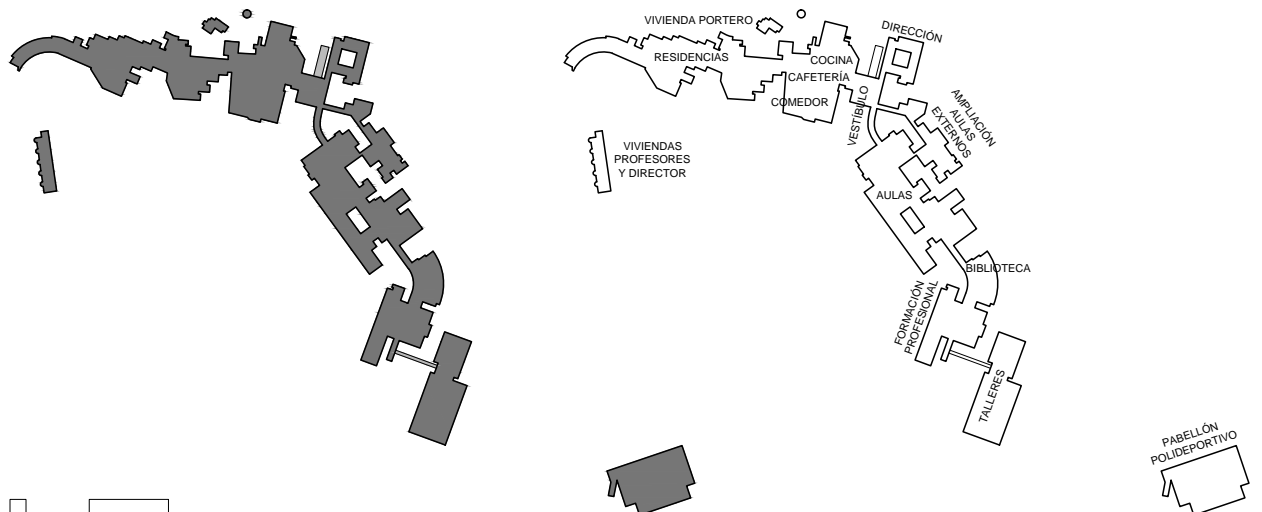 VIVIENDA PORTERO
DIRECCIÓN
RESIDENCIAS
COCINA
CAFETERÍA
COMEDOR
VESTÍBULO
AMPLIACIÓN
AULAS
EXTERNOS
VIVIENDAS
PROFESORES
Y DIRECTOR
AULAS
BIBLIOTECA
FORMACIÓN
PROFESIONAL
TALLERES
PABELLÓN
POLIDEPORTIVO